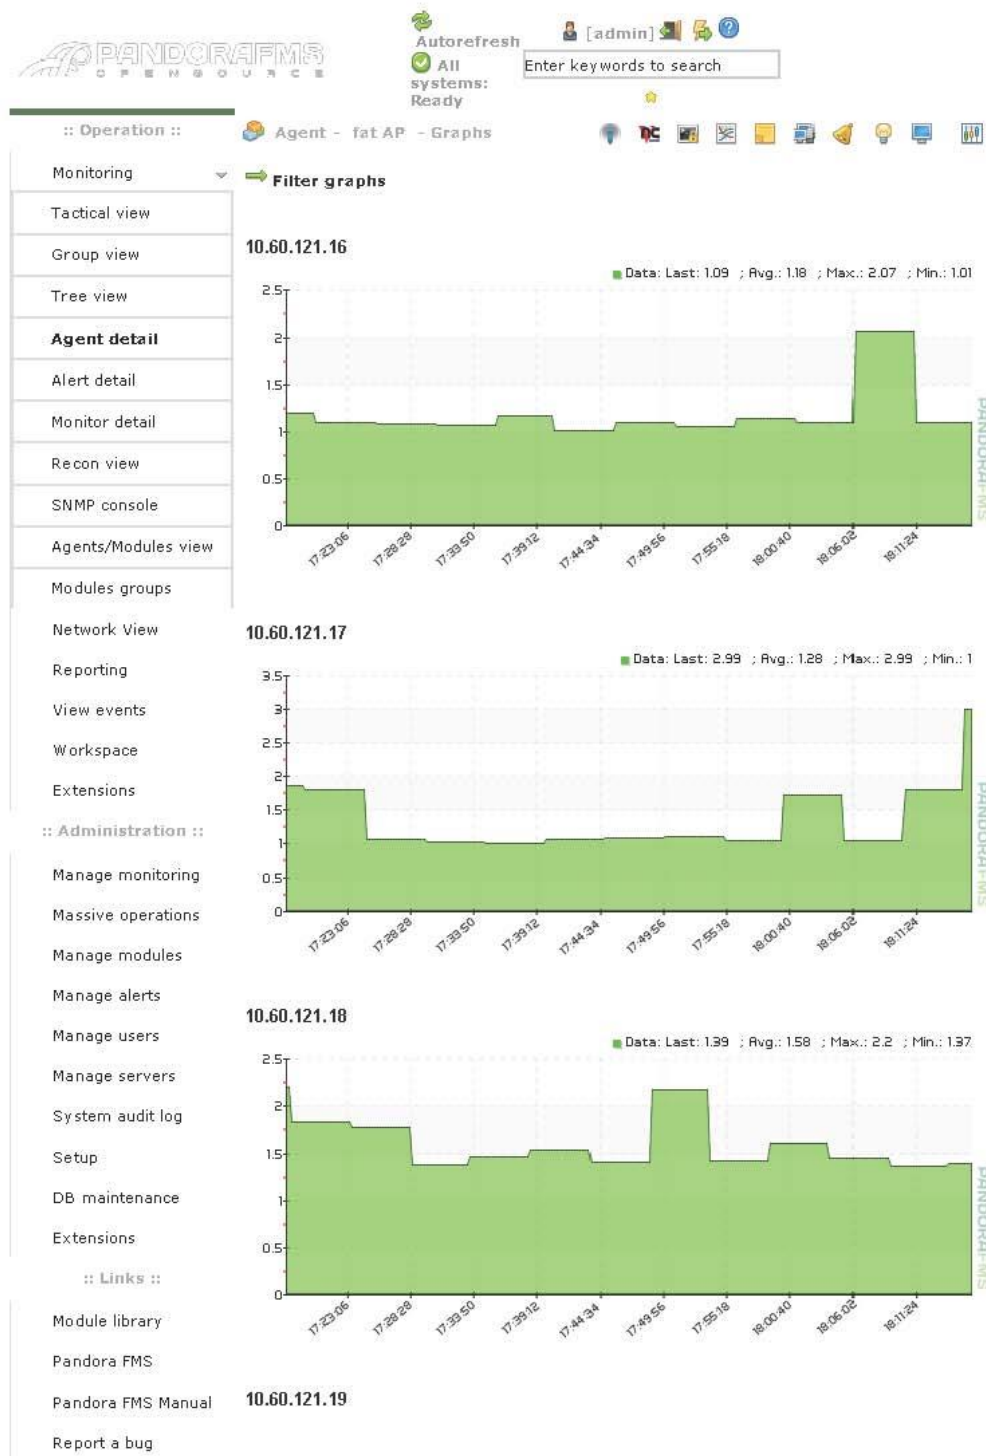 PANDORAFMS
OPENSOURCE
Autorefresh
All systems: Ready
[admin]
Enter keywords to search
:: Operation ::
Monitoring
Tactical view
Group view
Tree view
Agent detail
Alert detail
Monitor detail
Recon view
SNMP console
Agents/Modules view
Modules groups
Network View
Reporting
View events
Workspace
Extensions
:: Administration ::
Manage monitoring
Massive operations
Manage modules
Manage alerts
Manage users
Manage servers
System audit log
Setup
DB maintenance
Extensions
:: Links ::
Module library
Pandora FMS
Pandora FMS Manual
Report a bug
Agent - fat AP - Graphs
Filter graphs
10.60.121.16
Data: Last: 1.09 ; Avg.: 1.18 ; Max.: 2.07 ; Min.: 1.01
2.5
2
1.5
1
0.5
0
17:23:06 17:28:28 17:33:50 17:39:12 17:44:34 17:49:56 17:55:18 18:00:40 18:06:02 18:11:24
PANDORAFMS
10.60.121.17
Data: Last: 2.99 ; Avg.: 1.28 ; Max.: 2.99 ; Min.: 1
3.5
3
2.5
2
1.5
1
0.5
0
17:23:06 17:28:28 17:33:50 17:39:12 17:44:34 17:49:56 17:55:18 18:00:40 18:06:02 18:11:24
PANDORAFMS
10.60.121.18
Data: Last: 1.39 ; Avg.: 1.58 ; Max.: 2.2 ; Min.: 1.37
2.5
2
1.5
1
0.5
0
17:23:06 17:28:28 17:33:50 17:39:12 17:44:34 17:49:56 17:55:18 18:00:40 18:06:02 18:11:24
PANDORAFMS
10.60.121.19